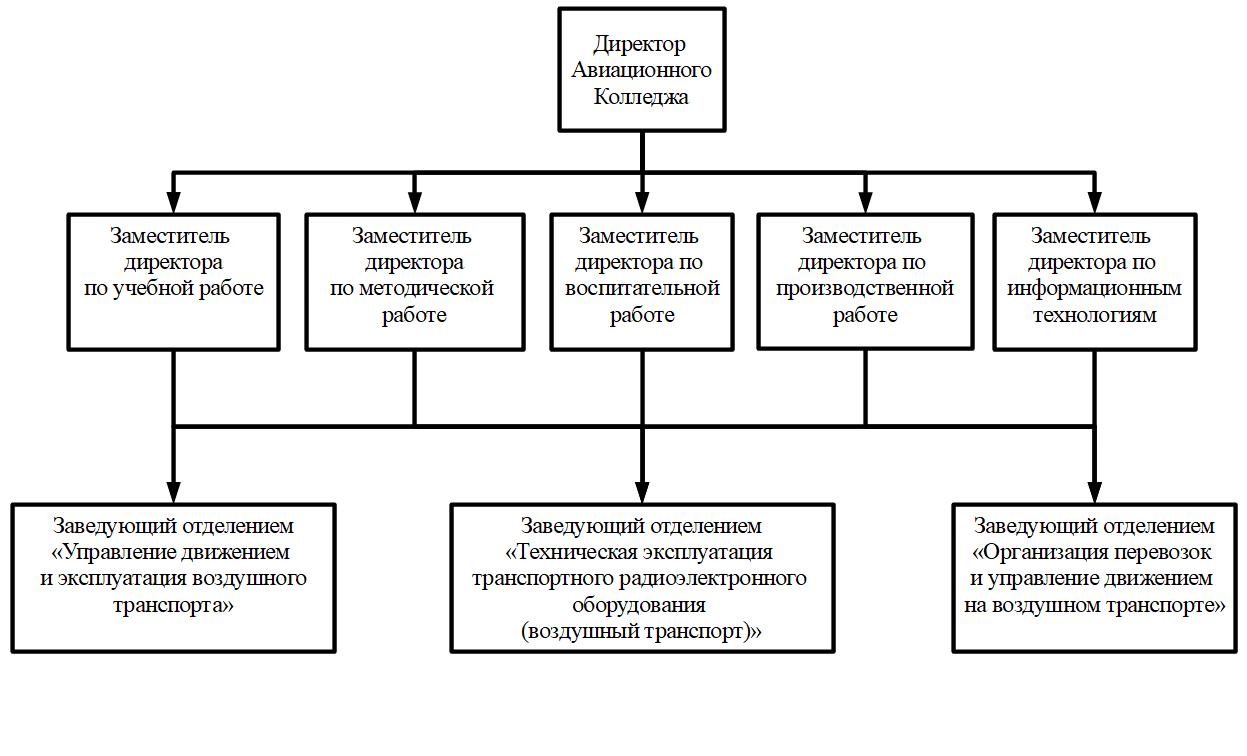 Директор
Авиационного
Колледжа
Заместитель
директора
по учебной работе
Заместитель
директора
по методической
работе
Заместитель
директора по
воспитательной
работе
Заместитель
директора по
производственной
работе
Заместитель
директора по
информационным
технологиям
Заведующий отделением
«Управление движением
и эксплуатация воздушного
транспорта»
Заведующий отделением
«Техническая эксплуатация
транспортного радиоэлектронного
оборудования
(воздушный транспорт)»
Заведующий отделением
«Организация перевозок
и управление движением
на воздушном транспорте»